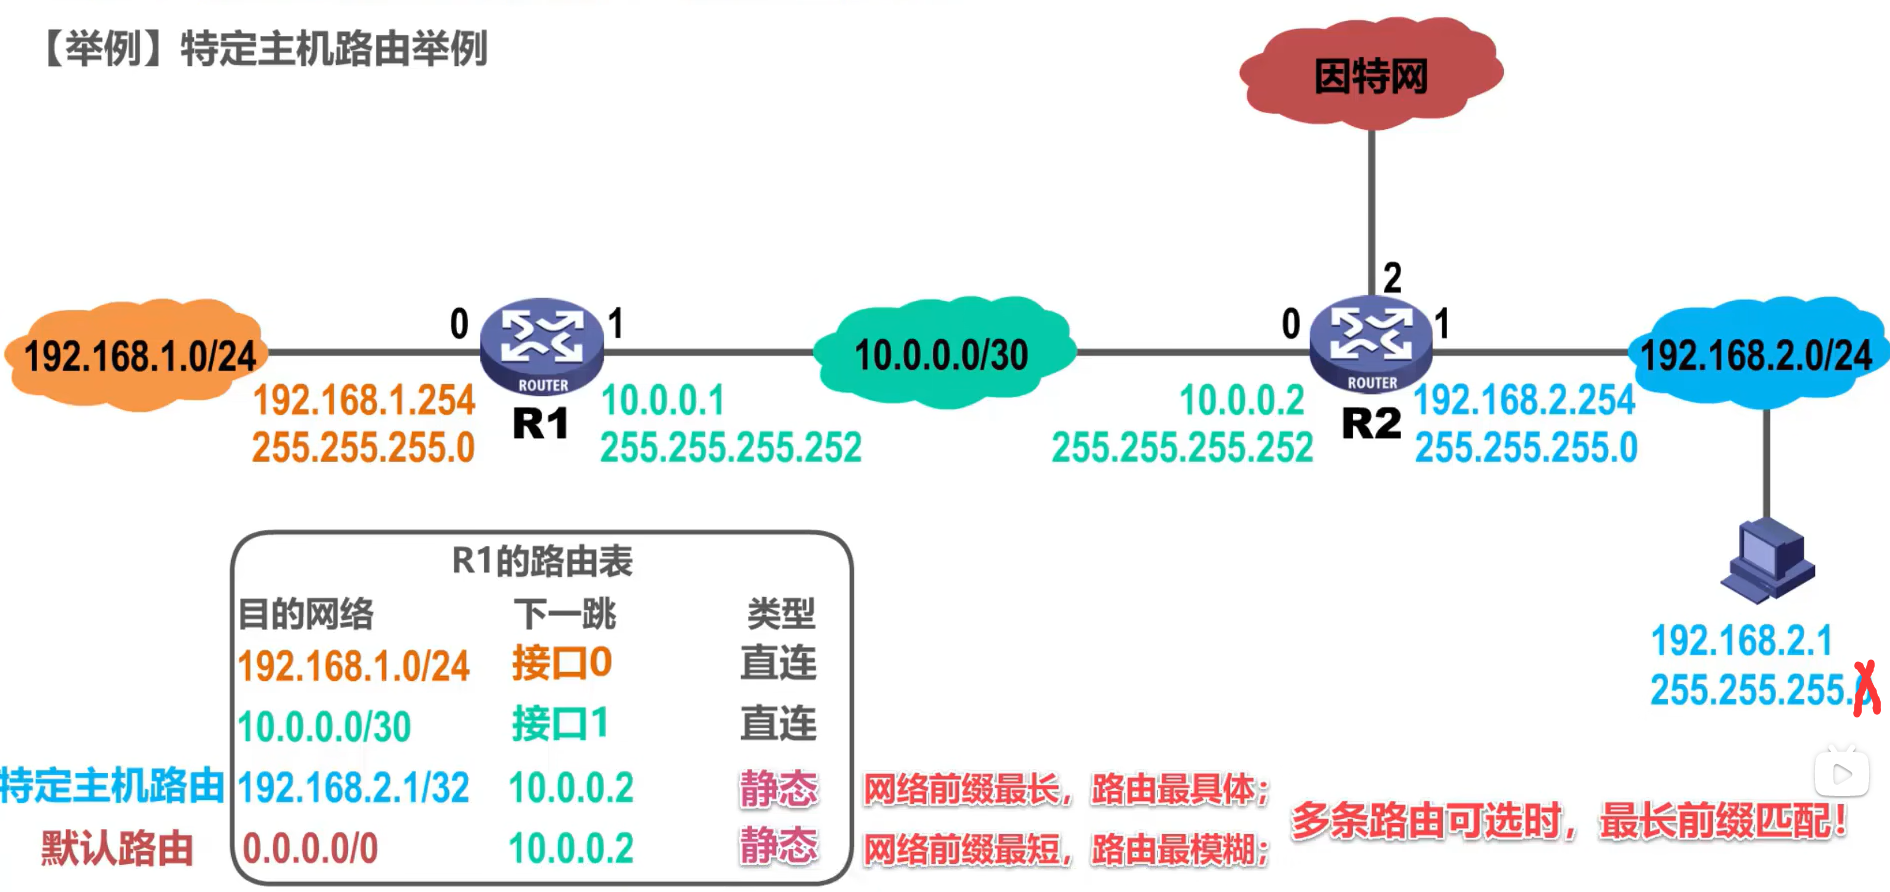 【举例】特定主机路由举例
因特网
2
0
1
0
1
192.168.1.0/24
10.0.0.0/30
192.168.2.0/24
ROUTER
ROUTER
192.168.1.254
255.255.255.0
R1
10.0.0.1
255.255.255.252
10.0.0.2
255.255.255.252
R2
192.168.2.254
255.255.255.0
192.168.2.1
255.255.255.
R1的路由表
目的网络 下一跳 类型
192.168.1.0/24 接口0 直连
10.0.0.0/30 接口1 直连
特定主机路由 192.168.2.1/32 10.0.0.2 静态 网络前缀最长，路由最具体；
默认路由 0.0.0.0/0 10.0.0.2 静态 网络前缀最短，路由最模糊；
多条路由可选时，最长前缀匹配！